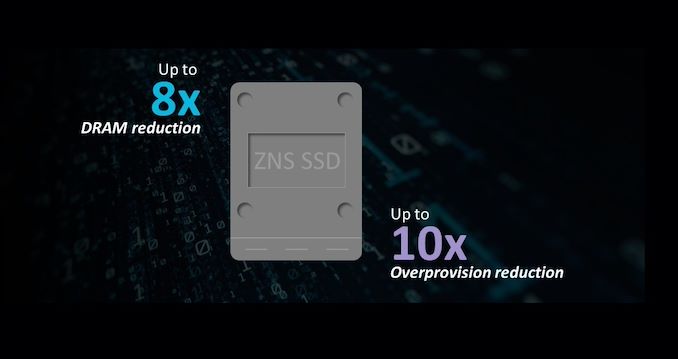 Up to
8x
DRAM reduction
ZNS SSD
Up to
10x
Overprovision reduction